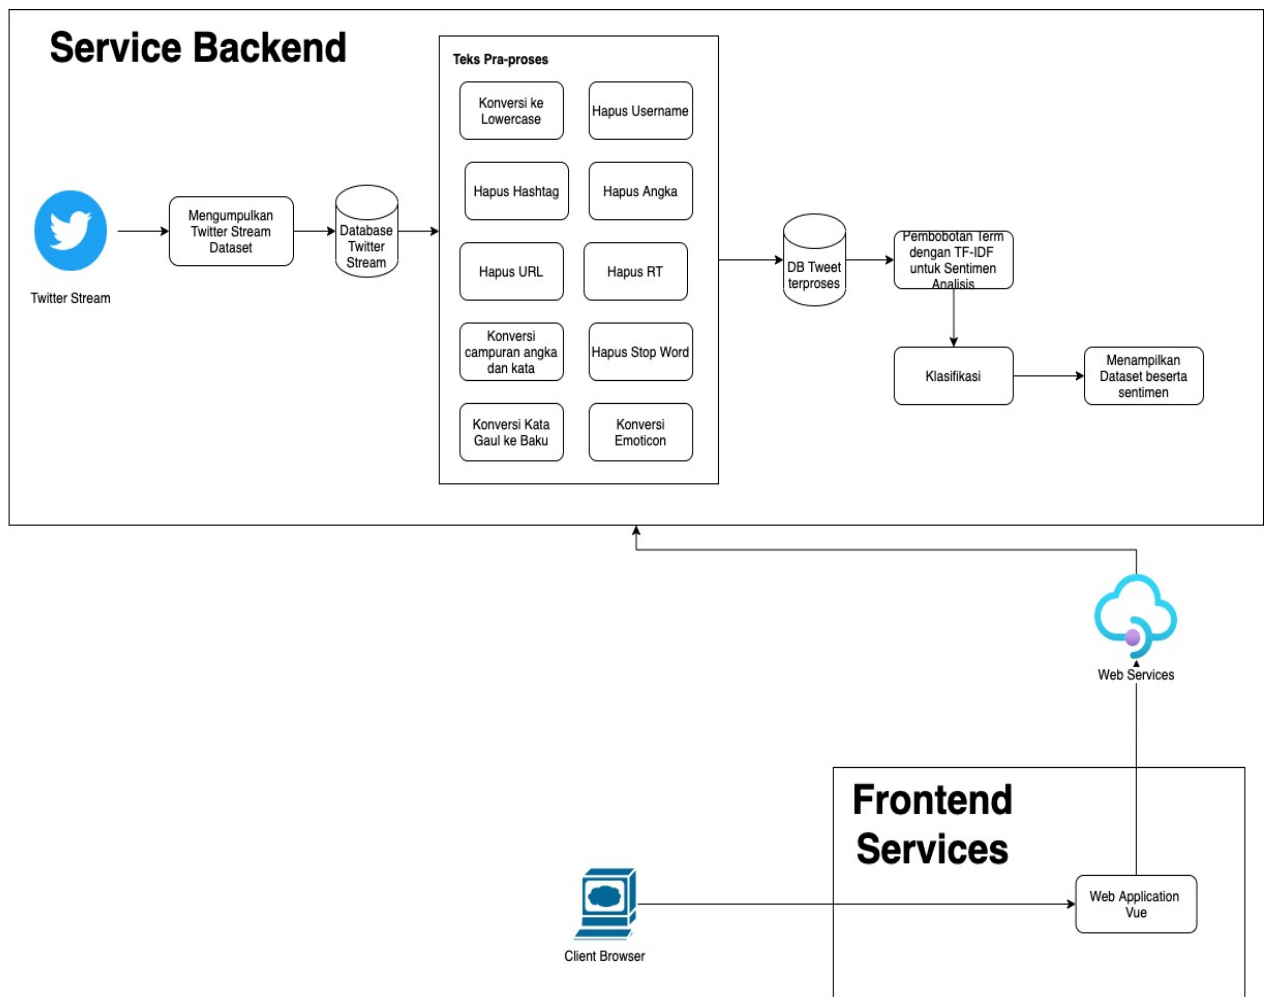 Service Backend
Teks Pra-proses
Konversi ke
Lowercase
Hapus Username
Hapus Hashtag
Hapus Angka
Hapus URL
Hapus RT
Konversi
campuran angka
dan kata
Hapus Stop Word
Konversi Kata
Gaul ke Baku
Konversi
Emoticon
Twitter Stream
Mengumpulkan
Twitter Stream
Dataset
Database
Twitter
Stream
DB Tweet
terproses
Pembobotan Term
dengan TF-IDF
untuk Sentimen
Analisis
Klasifikasi
Menampilkan
Dataset beserta
sentimen
Web Services
Frontend
Services
Web Application
Vue
Client Browser